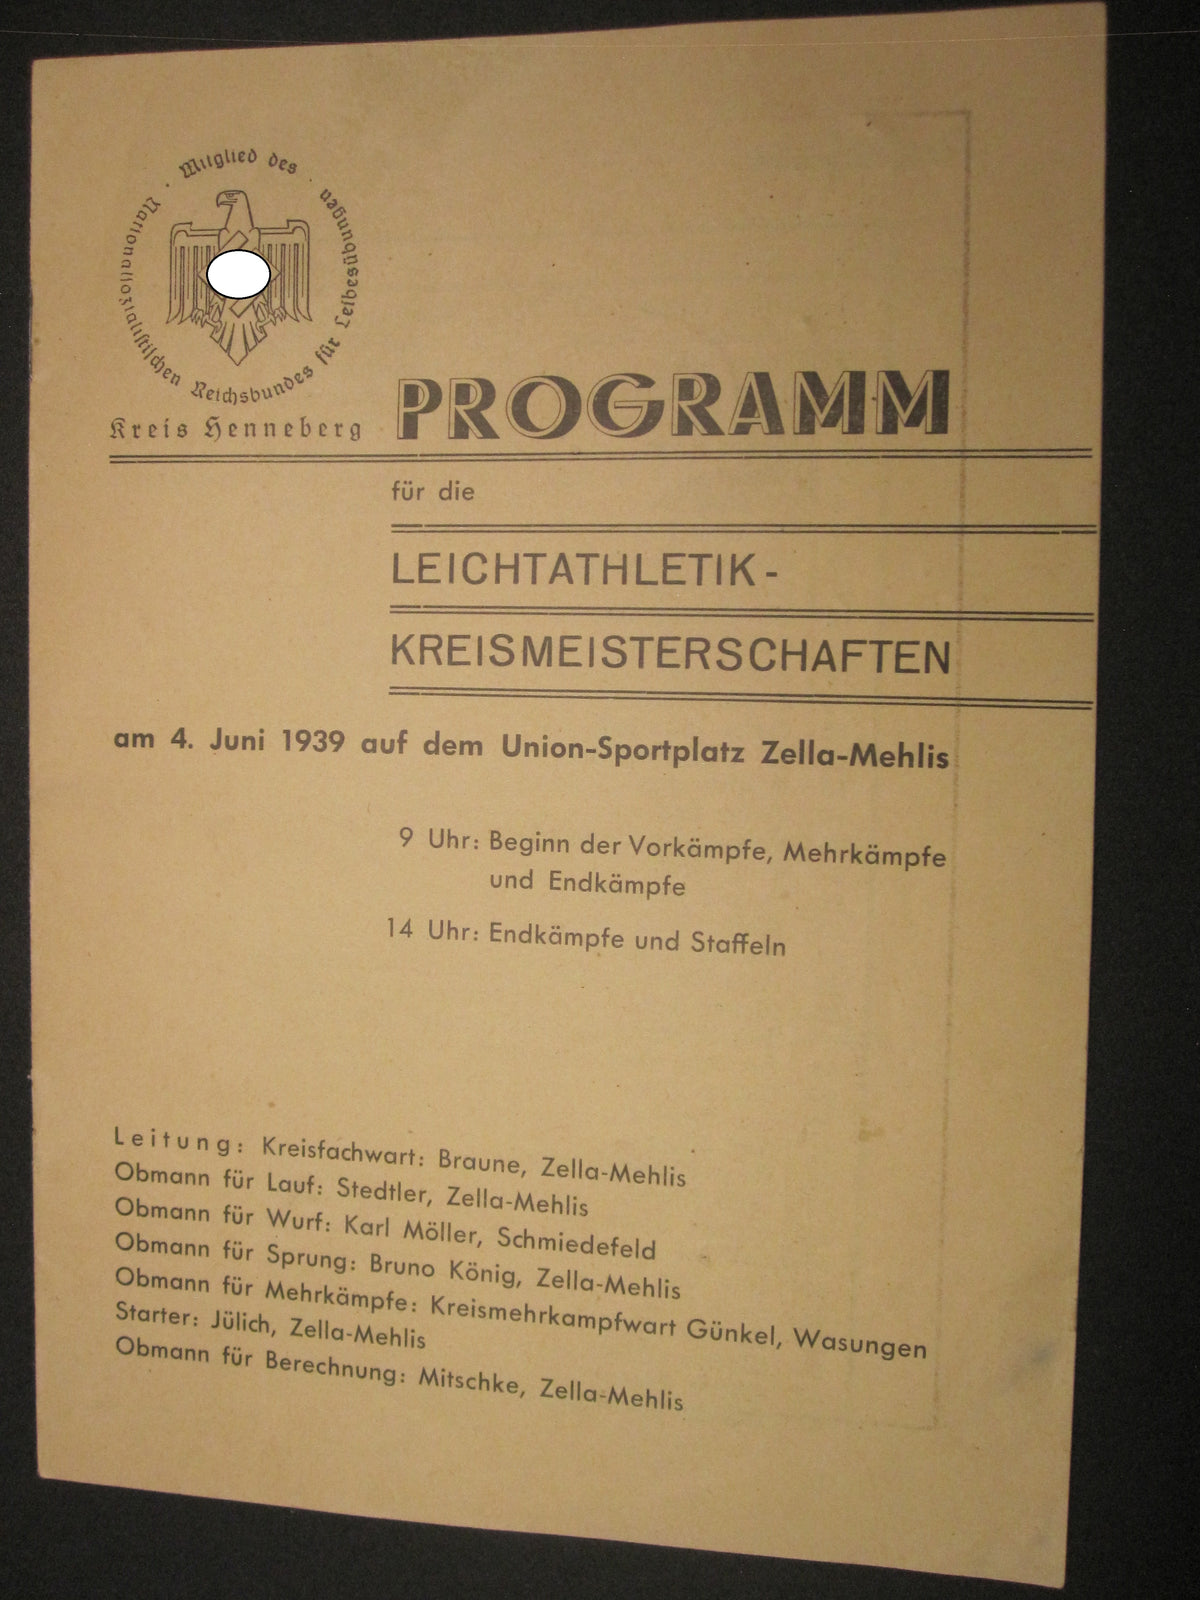 Mitglied des · Nationalsozialistischen Reichsbundes für Leibesübungen ·
Kreis Henneberg
PROGRAMM
für die
LEICHTATHLETIK-
KREISMEISTERSCHAFTEN
am 4. Juni 1939 auf dem Union-Sportplatz Zella-Mehlis
9 Uhr: Beginn der Vorkämpfe, Mehrkämpfe
und Endkämpfe
14 Uhr: Endkämpfe und Staffeln
Leitung: Kreisfachwart: Braune, Zella-Mehlis
Obmann für Lauf: Stedtler, Zella-Mehlis
Obmann für Wurf: Karl Möller, Schmiedefeld
Obmann für Sprung: Bruno König, Zella-Mehlis
Obmann für Mehrkämpfe: Kreismehrkampfwart Günkel, Wasungen
Starter: Jülich, Zella-Mehlis
Obmann für Berechnung: Mitschke, Zella-Mehlis